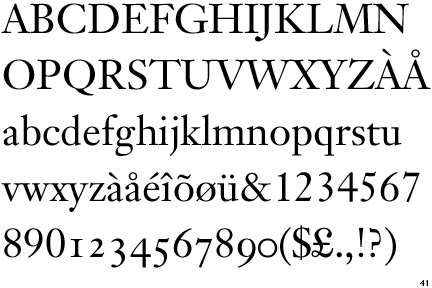 ABCDEFGHIJKLMN
OPQRSTUVWXYZÀÅ
abcdefghijklmnopqrstu
vwxyzàåéîõøü&1234567
8901234567890($£.,!?)
41